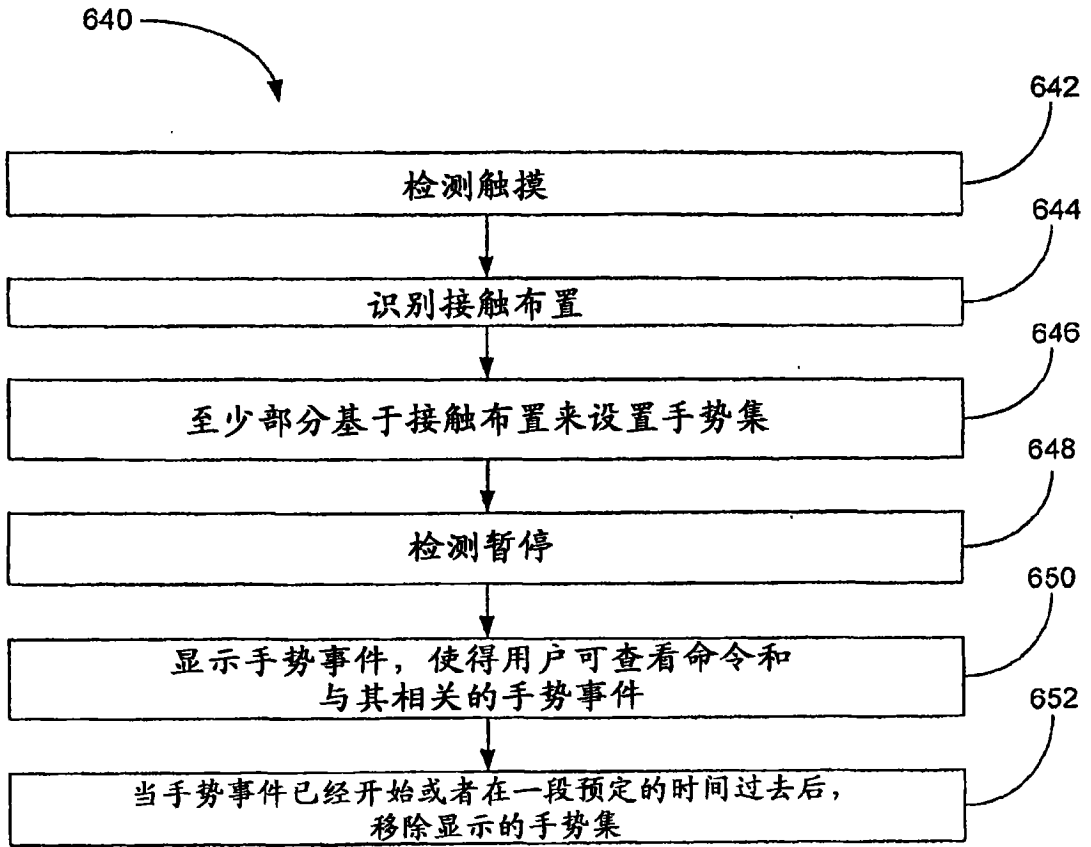 640
642
检测触摸
644
识别接触布置
646
至少部分基于接触布置来设置手势集
648
检测暂停
650
显示手势事件，使得用户可查看命令和
与其相关的手势事件
652
当手势事件已经开始或者在一段预定的时间过去后，
移除显示的手势集